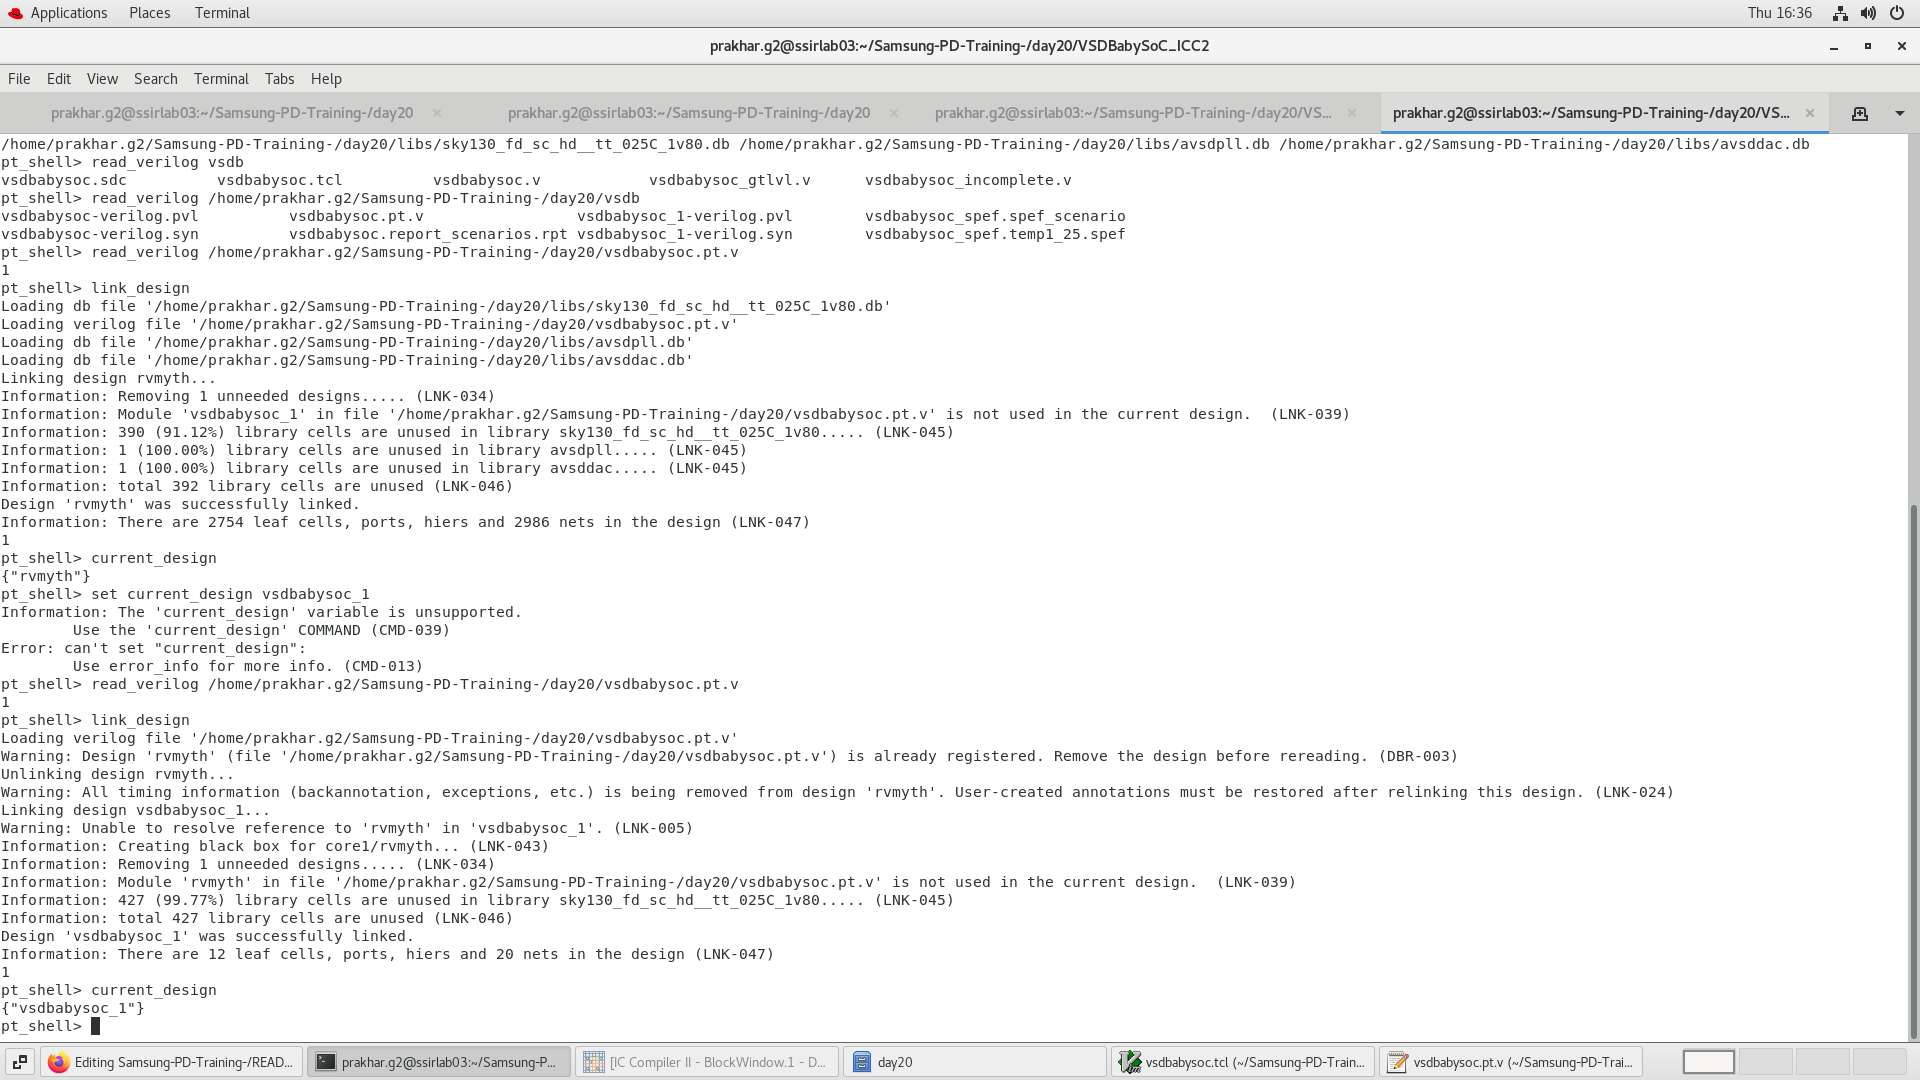 Applications Places Terminal Thu 16:36
prakhar.g2@ssirlab03:~/Samsung-PD-Training-/day20/VSDBabySoC_ICC2
File Edit View Search Terminal Tabs Help
prakhar.g2@ssirlab03:~/Samsung-PD-Training-/day20 × prakhar.g2@ssirlab03:~/Samsung-PD-Training-/day20 × prakhar.g2@ssirlab03:~/Samsung-PD-Training-/day20/VS... × prakhar.g2@ssirlab03:~/Samsung-PD-Training-/day20/VS... ×
/home/prakhar.g2/Samsung-PD-Training-/day20/libs/sky130_fd_sc_hd__tt_025C_1v80.db /home/prakhar.g2/Samsung-PD-Training-/day20/libs/avsdpll.db /home/prakhar.g2/Samsung-PD-Training-/day20/libs/avsddac.db
pt_shell> read_verilog vsdb
vsdbabysoc.sdc          vsdbabysoc.tcl          vsdbabysoc.v            vsdbabysoc_gtlvl.v      vsdbabysoc_incomplete.v
pt_shell> read_verilog /home/prakhar.g2/Samsung-PD-Training-/day20/vsdb
vsdbabysoc-verilog.pvl          vsdbabysoc.pt.v                 vsdbabysoc_1-verilog.pvl        vsdbabysoc_spef.spef_scenario
vsdbabysoc-verilog.syn          vsdbabysoc.report_scenarios.rpt vsdbabysoc_1-verilog.syn        vsdbabysoc_spef.temp1_25.spef
pt_shell> read_verilog /home/prakhar.g2/Samsung-PD-Training-/day20/vsdbabysoc.pt.v
1
pt_shell> link_design
Loading db file '/home/prakhar.g2/Samsung-PD-Training-/day20/libs/sky130_fd_sc_hd__tt_025C_1v80.db'
Loading verilog file '/home/prakhar.g2/Samsung-PD-Training-/day20/vsdbabysoc.pt.v'
Loading db file '/home/prakhar.g2/Samsung-PD-Training-/day20/libs/avsdpll.db'
Loading db file '/home/prakhar.g2/Samsung-PD-Training-/day20/libs/avsddac.db'
Linking design rvmyth...
Information: Removing 1 unneeded designs..... (LNK-034)
Information: Module 'vsdbabysoc_1' in file '/home/prakhar.g2/Samsung-PD-Training-/day20/vsdbabysoc.pt.v' is not used in the current design.  (LNK-039)
Information: 390 (91.12%) library cells are unused in library sky130_fd_sc_hd__tt_025C_1v80..... (LNK-045)
Information: 1 (100.00%) library cells are unused in library avsdpll..... (LNK-045)
Information: 1 (100.00%) library cells are unused in library avsddac..... (LNK-045)
Information: total 392 library cells are unused (LNK-046)
Design 'rvmyth' was successfully linked.
Information: There are 2754 leaf cells, ports, hiers and 2986 nets in the design (LNK-047)
1
pt_shell> current_design
{"rvmyth"}
pt_shell> set current_design vsdbabysoc_1
Information: The 'current_design' variable is unsupported.
        Use the 'current_design' COMMAND (CMD-039)
Error: can't set "current_design":
        Use error_info for more info. (CMD-013)
pt_shell> read_verilog /home/prakhar.g2/Samsung-PD-Training-/day20/vsdbabysoc.pt.v
1
pt_shell> link_design
Loading verilog file '/home/prakhar.g2/Samsung-PD-Training-/day20/vsdbabysoc.pt.v'
Warning: Design 'rvmyth' (file '/home/prakhar.g2/Samsung-PD-Training-/day20/vsdbabysoc.pt.v') is already registered. Remove the design before rereading. (DBR-003)
Unlinking design rvmyth...
Warning: All timing information (backannotation, exceptions, etc.) is being removed from design 'rvmyth'. User-created annotations must be restored after relinking this design. (LNK-024)
Linking design vsdbabysoc_1...
Warning: Unable to resolve reference to 'rvmyth' in 'vsdbabysoc_1'. (LNK-005)
Information: Creating black box for core1/rvmyth... (LNK-043)
Information: Removing 1 unneeded designs..... (LNK-034)
Information: Module 'rvmyth' in file '/home/prakhar.g2/Samsung-PD-Training-/day20/vsdbabysoc.pt.v' is not used in the current design.  (LNK-039)
Information: 427 (99.77%) library cells are unused in library sky130_fd_sc_hd__tt_025C_1v80..... (LNK-045)
Information: total 427 library cells are unused (LNK-046)
Design 'vsdbabysoc_1' was successfully linked.
Information: There are 12 leaf cells, ports, hiers and 20 nets in the design (LNK-047)
1
pt_shell> current_design
{"vsdbabysoc_1"}
pt_shell>
Editing Samsung-PD-Training-/READ... prakhar.g2@ssirlab03:~/Samsung-P... [IC Compiler II - BlockWindow.1 - D... day20 vsdbabysoc.tcl (~/Samsung-PD-Train... vsdbabysoc.pt.v (~/Samsung-PD-Trai...